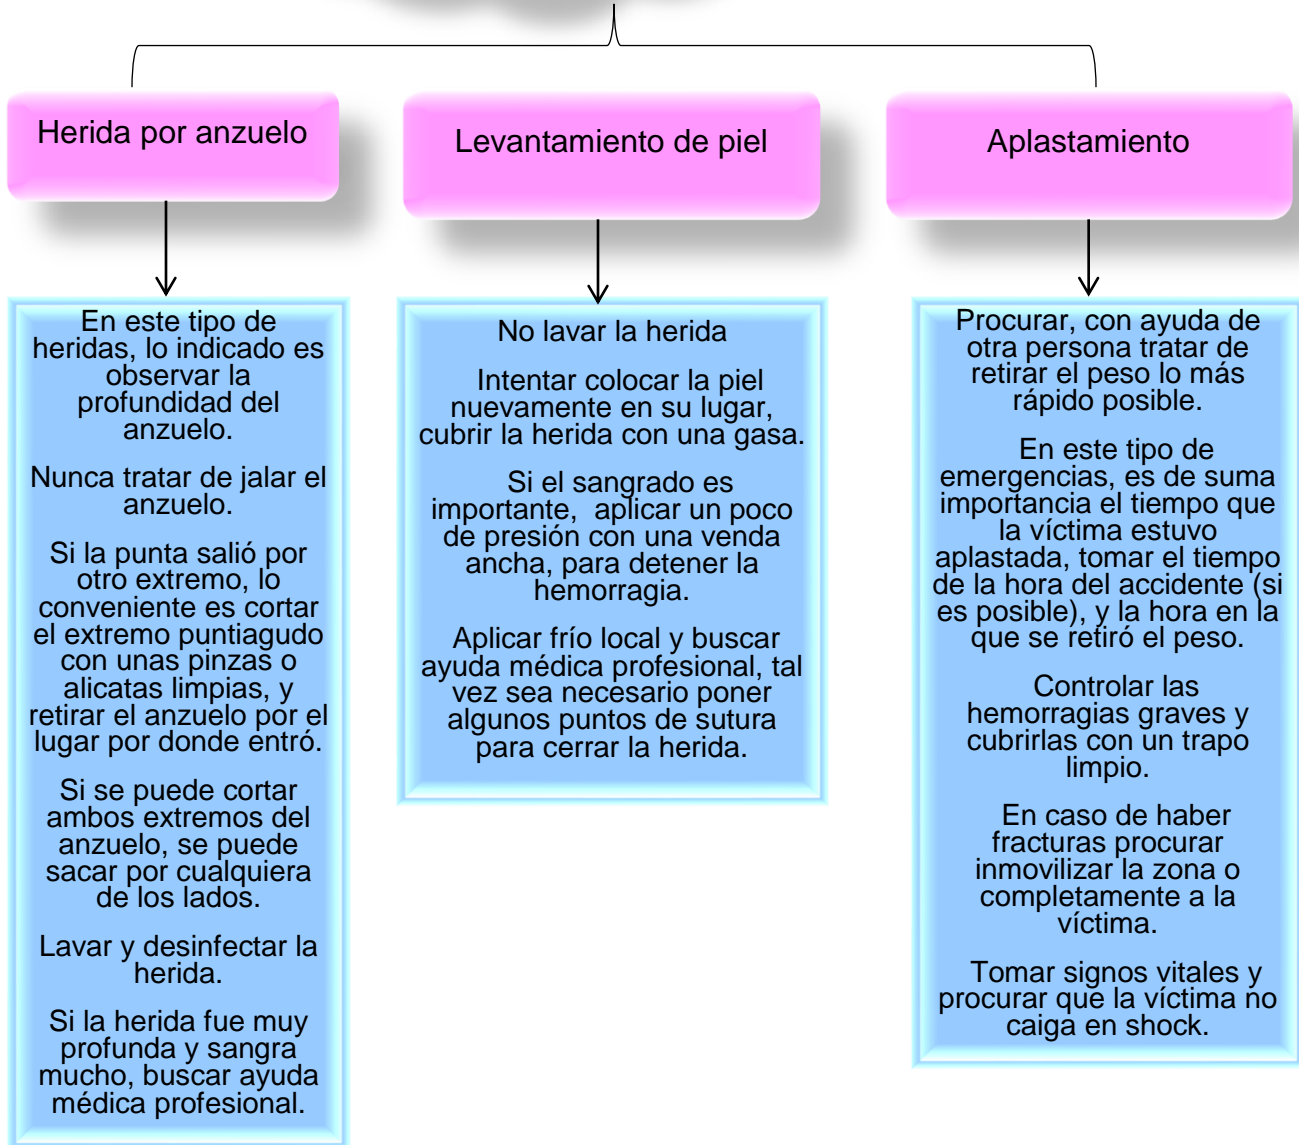 Herida por anzuelo
Levantamiento de piel
Aplastamiento
En este tipo de
heridas, lo indicado es
observar la
profundidad del
anzuelo.
Nunca tratar de jalar el
anzuelo.
Si la punta salió por
otro extremo, lo
conveniente es cortar
el extremo puntiagudo
con unas pinzas o
alicatas limpias, y
retirar el anzuelo por el
lugar por donde entró.
Si se puede cortar
ambos extremos del
anzuelo, se puede
sacar por cualquiera
de los lados.
Lavar y desinfectar la
herida.
Si la herida fue muy
profunda y sangra
mucho, buscar ayuda
médica profesional.
No lavar la herida
Intentar colocar la piel
nuevamente en su lugar,
cubrir la herida con una gasa.
Si el sangrado es
importante, aplicar un poco
de presión con una venda
ancha, para detener la
hemorragia.
Aplicar frío local y buscar
ayuda médica profesional, tal
vez sea necesario poner
algunos puntos de sutura
para cerrar la herida.
Procurar, con ayuda de
otra persona tratar de
retirar el peso lo más
rápido posible.
En este tipo de
emergencias, es de suma
importancia el tiempo que
la víctima estuvo
aplastada, tomar el tiempo
de la hora del accidente (si
es posible), y la hora en la
que se retiró el peso.
Controlar las
hemorragias graves y
cubrirlas con un trapo
limpio.
En caso de haber
fracturas procurar
inmovilizar la zona o
completamente a la
víctima.
Tomar signos vitales y
procurar que la víctima no
caiga en shock.